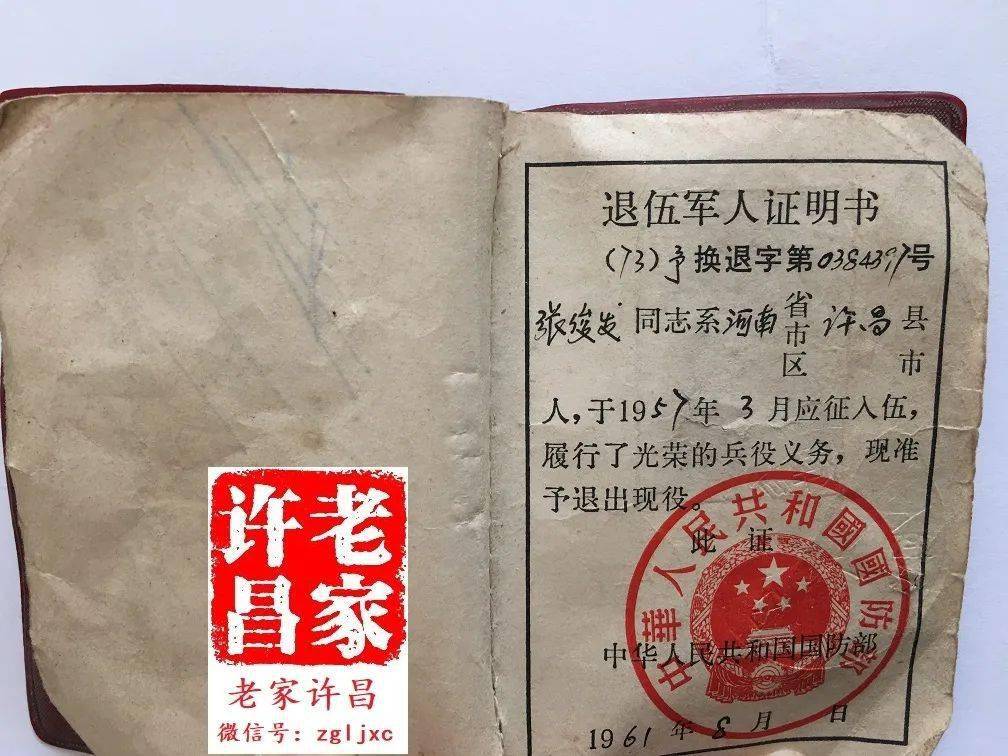 退伍军人证明书
(73)予换退字第0384397号
张俊发同志系河南省市区许昌县市
人,于1957年3月应征入伍,
履行了光荣的兵役义务,现准
予退出现役。
此证
中华人民共和国国防部
1961年8月 日
中華人民共和國國防部
老家许昌
老家许昌
微信号:zgljxc